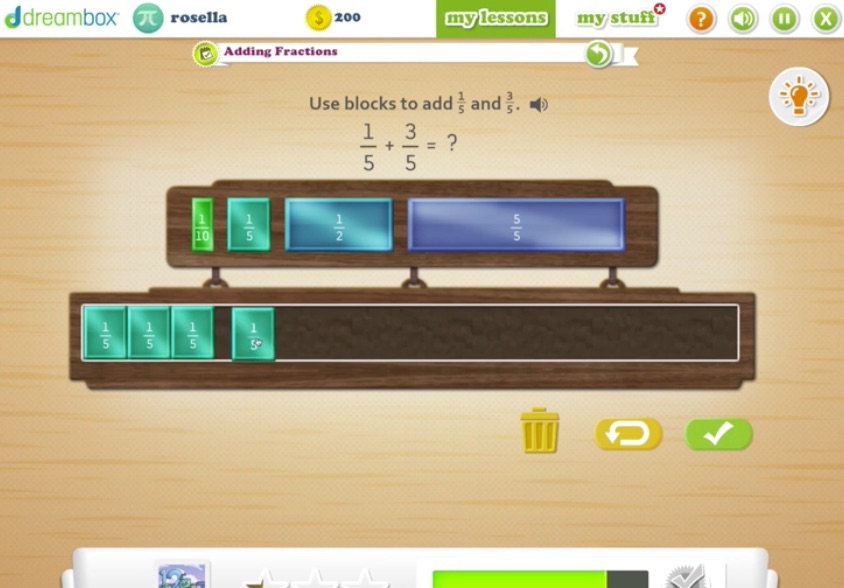 dreambox
π rosella
$ 200
my lessons
my stuff
?
X
Adding Fractions
Use blocks to add 1/5 and 3/5.
1/5 + 3/5 = ?
1/10 1/5 1/2 5/5
1/5 1/5 1/5 1/5